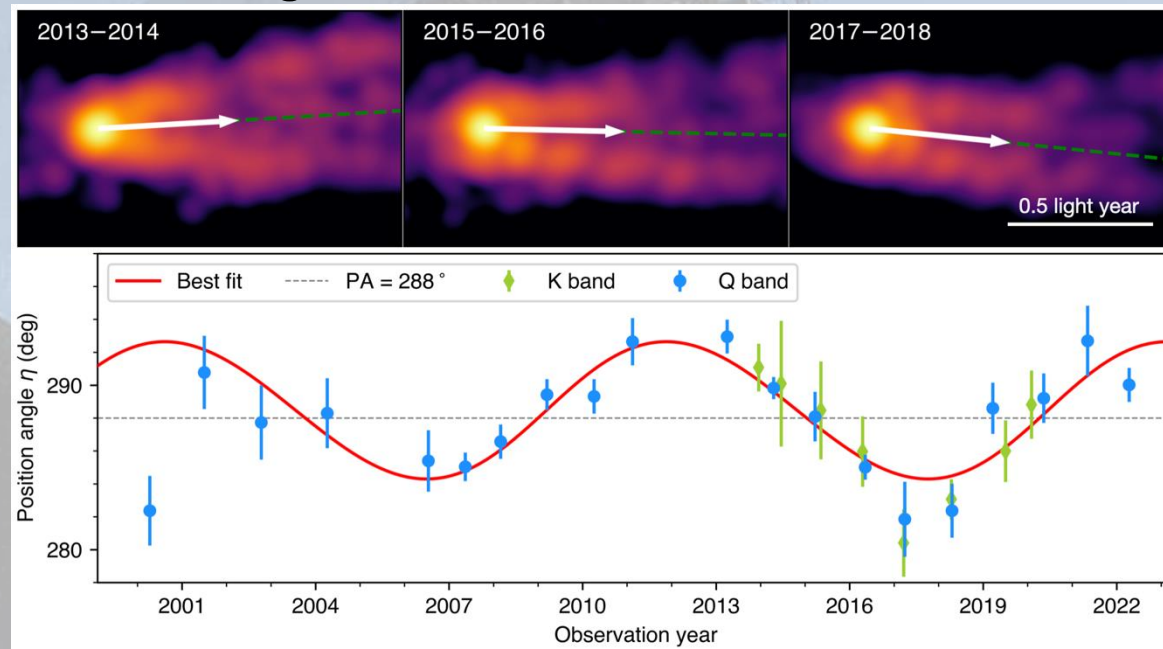 2013−2014
2015−2016
2017−2018
0.5 light year
Best fit
PA = 288°
K band
Q band
Position angle η (deg)
290
280
2001
2004
2007
2010
2013
2016
2019
2022
Observation year